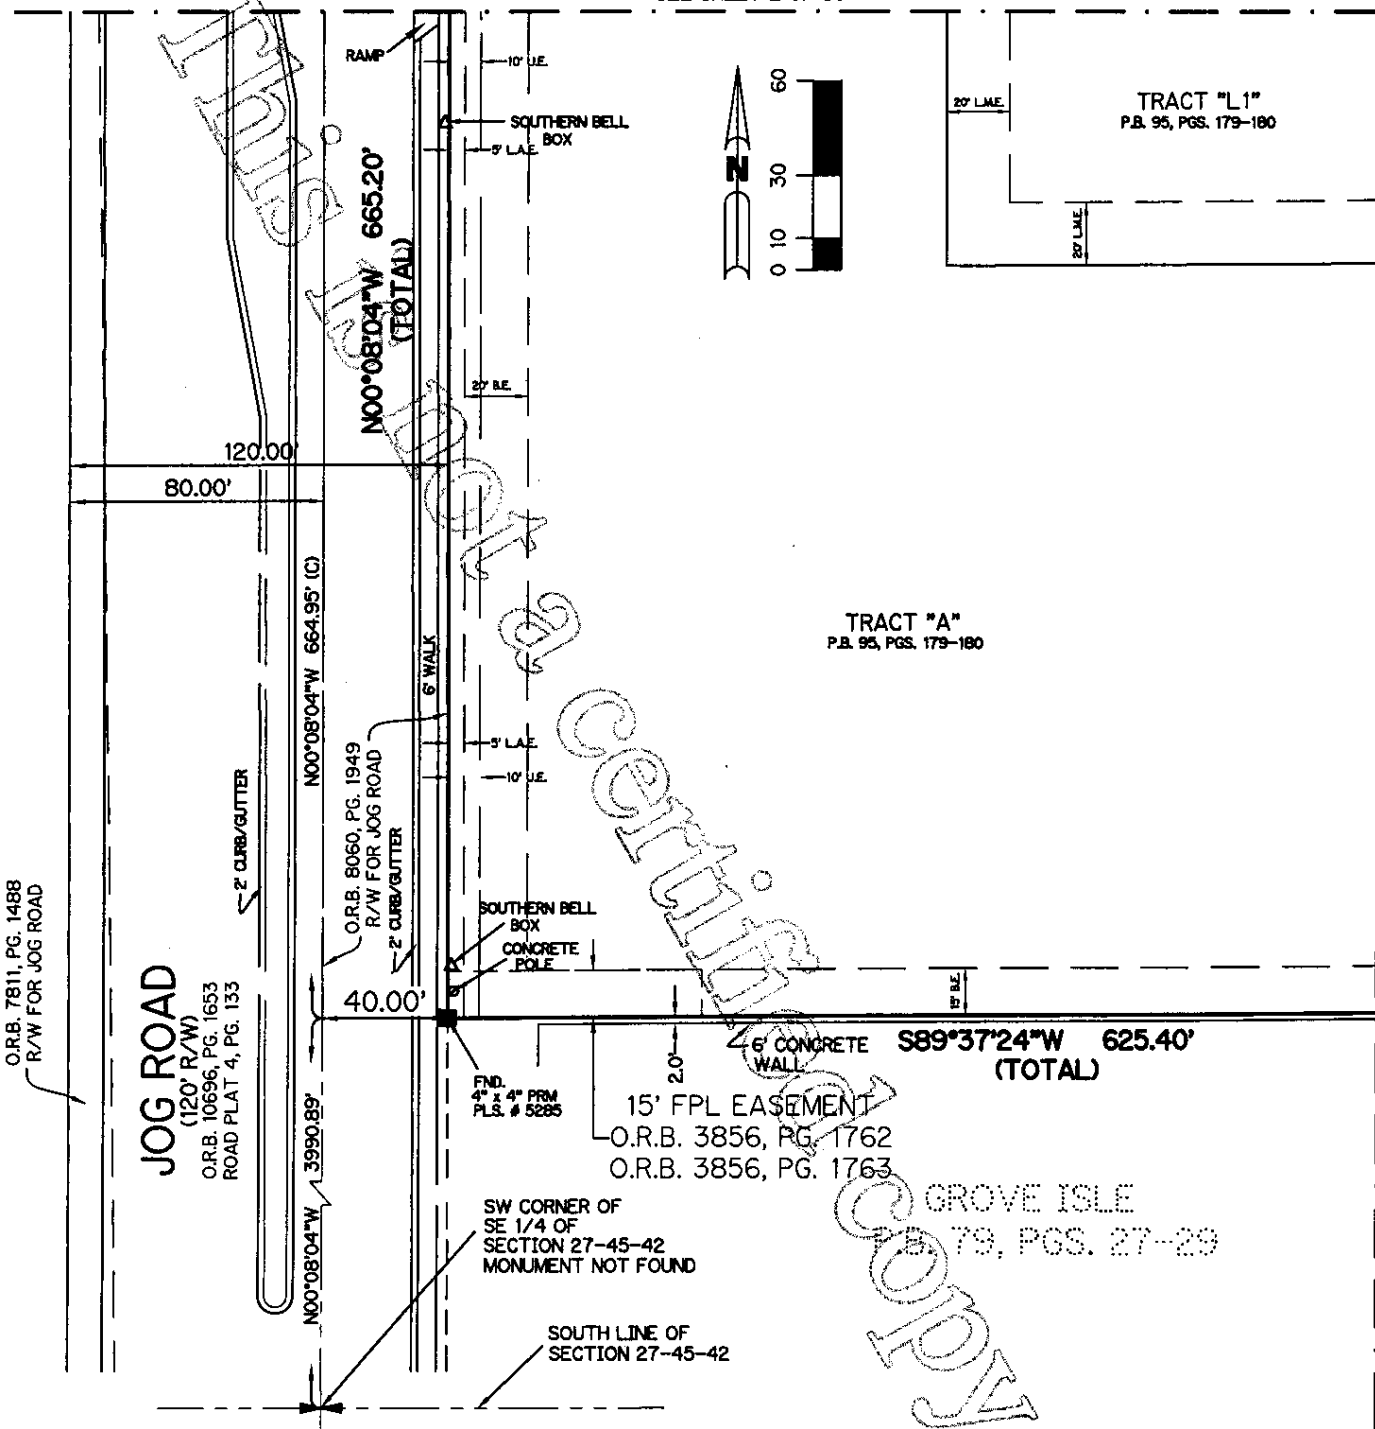 RAMP
10' U.E.
SOUTHERN BELL
BOX
5' L.A.E.
N00°08'04"W 665.20'
(TOTAL)
N
60
30
10
0
20' L.M.E.
TRACT "L1"
P.B. 95, PGS. 179-180
20' L.M.E.
20' B.E.
120.00'
80.00'
N00°08'04"W 664.95' (C)
6' WALK
TRACT "A"
P.B. 95, PGS. 179-180
5' L.A.E.
10' U.E.
2' CURB/GUTTER
O.R.B. 8060, PG. 1949
R/W FOR JOG ROAD
2' CURB/GUTTER
O.R.B. 7811, PG. 1488
R/W FOR JOG ROAD
SOUTHERN BELL
BOX
CONCRETE
POLE
15' B.E.
JOG ROAD
(120' R/W)
O.R.B. 10696, PG. 1653
ROAD PLAT 4, PG. 133
40.00'
2.0'
6' CONCRETE
WALL
S89°37'24"W 625.40'
(TOTAL)
FND.
4" x 4" PRM
PLS. # 5285
15' FPL EASEMENT
O.R.B. 3856, PG. 1762
O.R.B. 3856, PG. 1763
N00°08'04"W 3990.89'
GROVE ISLE
P.B. 79, PGS. 27-29
SW CORNER OF
SE 1/4 OF
SECTION 27-45-42
MONUMENT NOT FOUND
SOUTH LINE OF
SECTION 27-45-42
This is not a certified copy